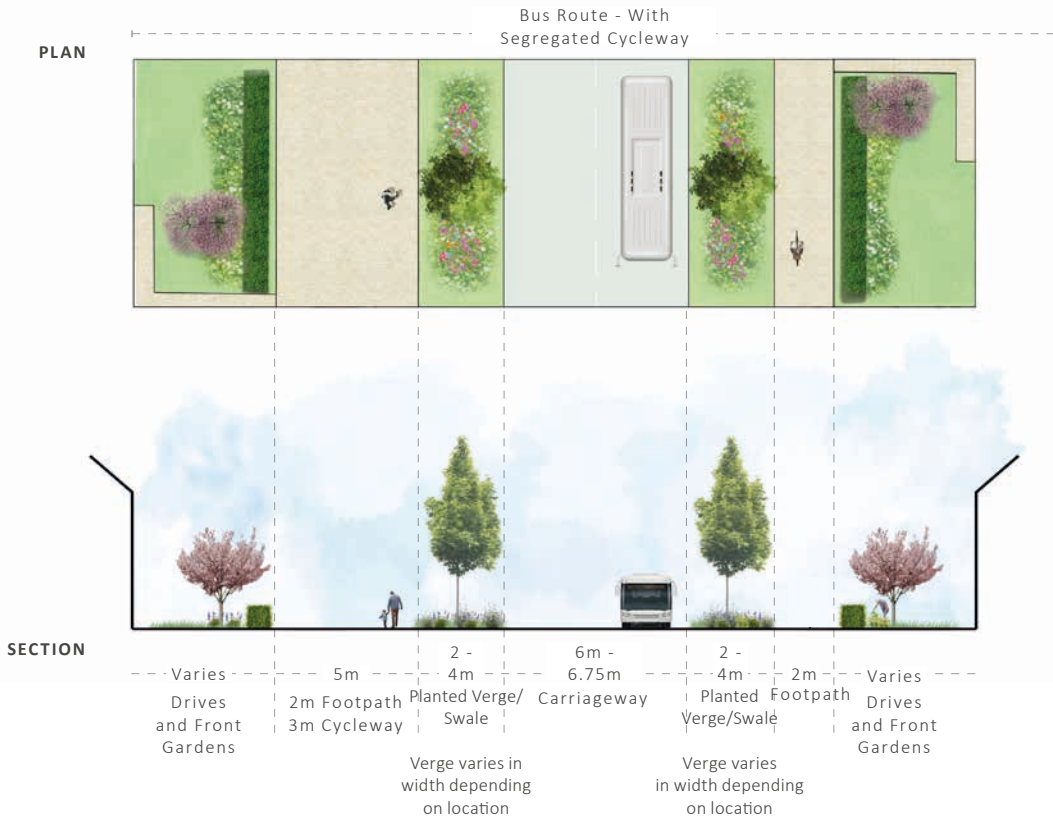 Bus Route - With
Segregated Cycleway
PLAN
SECTION
Varies
Drives
and Front
Gardens
5m
2m Footpath
3m Cycleway
2 -
4m
Planted Verge/
Swale
Verge varies in
width depending
on location
6m -
6.75m
Carriageway
2 -
4m
Planted
Verge/Swale
Verge varies
in width depending
on location
2m
Footpath
Varies
Drives
and Front
Gardens